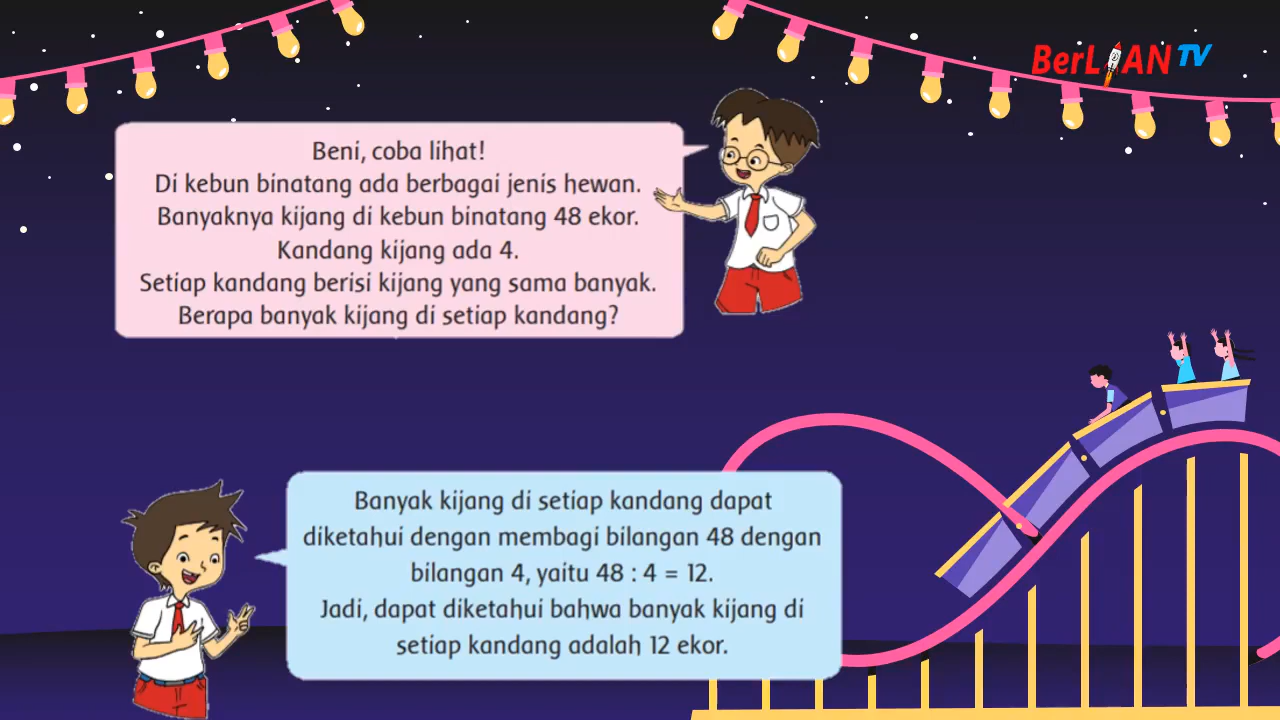 BerLIAN TV
Beni, coba lihat!
Di kebun binatang ada berbagai jenis hewan.
Banyaknya kijang di kebun binatang 48 ekor.
Kandang kijang ada 4.
Setiap kandang berisi kijang yang sama banyak.
Berapa banyak kijang di setiap kandang?
Banyak kijang di setiap kandang dapat
diketahui dengan membagi bilangan 48 dengan
bilangan 4, yaitu 48 : 4 = 12.
Jadi, dapat diketahui bahwa banyak kijang di
setiap kandang adalah 12 ekor.